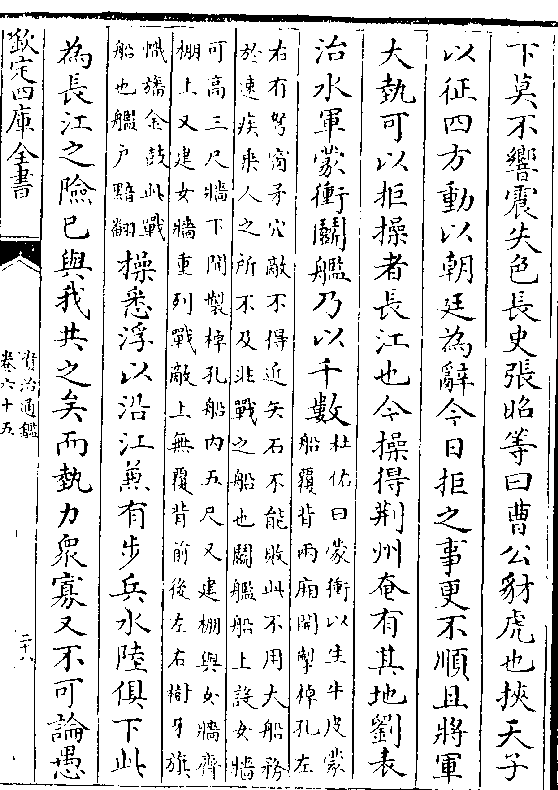 下莫不響震失色長史張昭等曰曹公豺虎也挾天子
以征四方動以朝廷為辭今日拒之事更不順且將軍
大埶可以拒操者長江也今操得荆州奄有其地劉表
治水軍蒙衝鬭艦乃以千數
杜佑曰蒙衝以生牛皮蒙
船覆背兩廂開掣棹孔左
右有弩窗矛穴敵不得近矢石不能敗此不用大船務
於速疾乘人之所不及非戰之船也鬭艦船上設女牆
可高三尺牆下開掣棹孔船内五尺又建棚與女牆齊
棚上又建女牆重列戰敵上無覆背前後左右樹牙旗
幟旛金鼓此戰
船也艦户黯翻
操悉浮以沿江兼有步兵水陸俱下此
為長江之險已與我共之矣而埶力衆寡又不可論愚
欽定四庫全書
資治通鑑
卷六十五
二十八